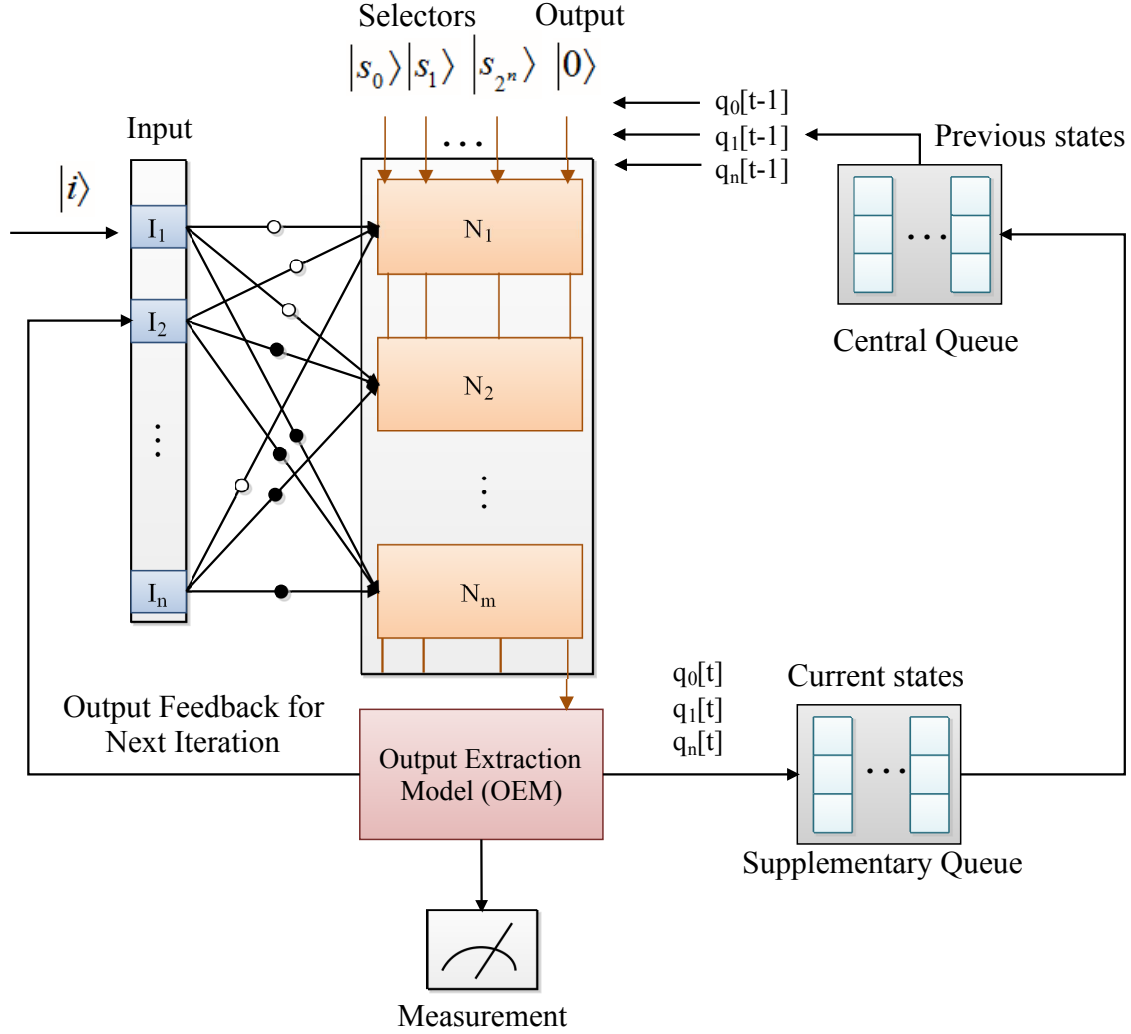 Selectors Output
|s₀⟩|s₁⟩ |s_{2ⁿ}⟩ |0⟩
q₀[t-1]
q₁[t-1]
qₙ[t-1]
Previous states
Input
|i⟩
...
I₁
N₁
...
Central Queue
I₂
N₂
⋮
⋮
Iₙ
Nₘ
Output Feedback for
Next Iteration
Output Extraction
Model (OEM)
q₀[t]
q₁[t]
qₙ[t]
Current states
...
Supplementary Queue
Measurement